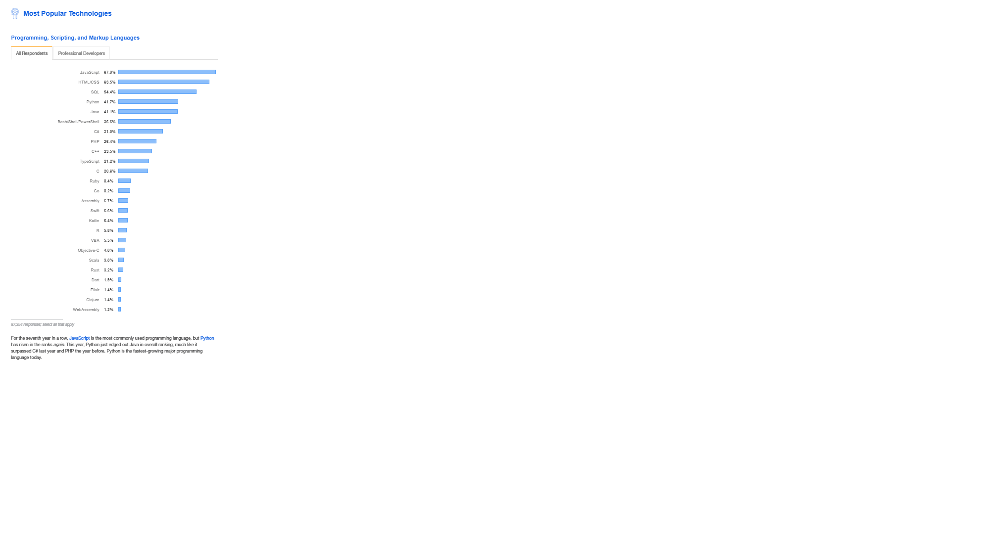 Most Popular Technologies
Programming, Scripting, and Markup Languages
All Respondents Professional Developers
JavaScript 67.8%
HTML/CSS 63.5%
SQL 54.4%
Python 41.7%
Java 41.1%
Bash/Shell/PowerShell 36.6%
C# 31.0%
PHP 26.4%
C++ 23.5%
TypeScript 21.2%
C 20.6%
Ruby 8.4%
Go 8.2%
Assembly 6.7%
Swift 6.6%
Kotlin 6.4%
R 5.8%
VBA 5.5%
Objective-C 4.8%
Scala 3.8%
Rust 3.2%
Dart 1.9%
Elixir 1.4%
Clojure 1.4%
WebAssembly 1.2%
87,354 responses; select all that apply
For the seventh year in a row, JavaScript is the most commonly used programming language, but Python
has risen in the ranks again. This year, Python just edged out Java in overall ranking, much like it
surpassed C# last year and PHP the year before. Python is the fastest-growing major programming
language today.